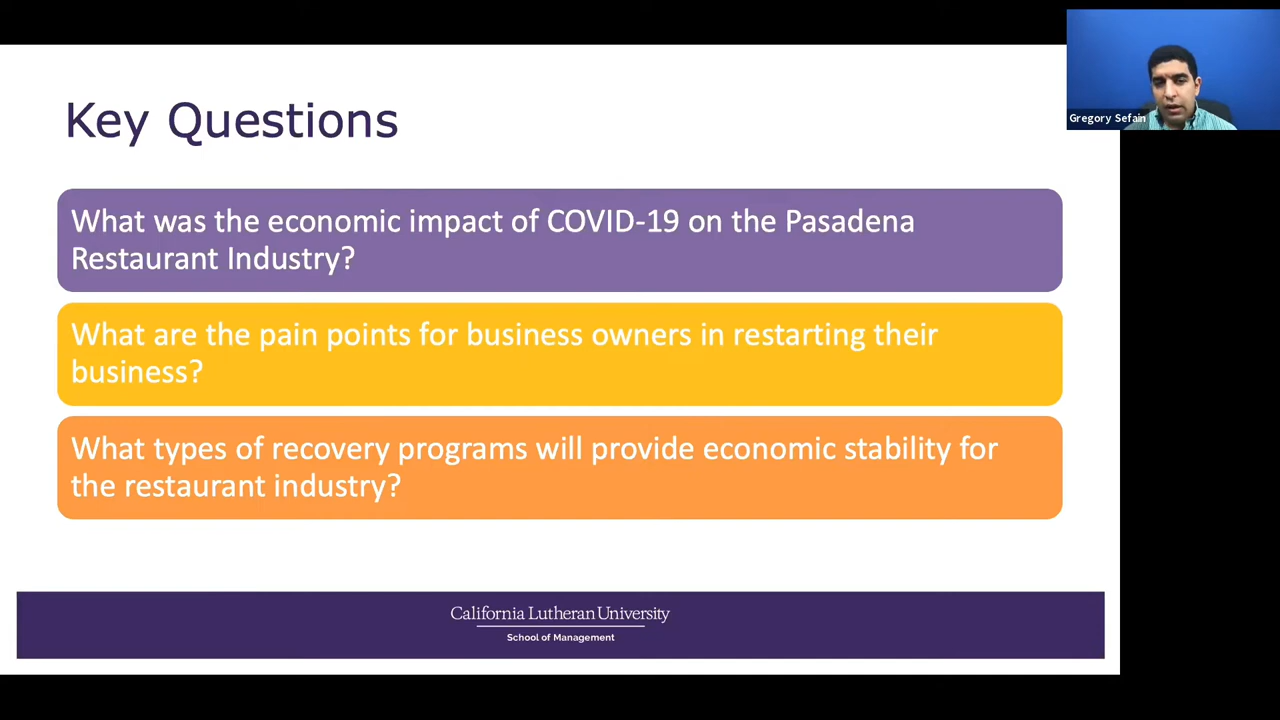 Key Questions
Gregory Sefain
What was the economic impact of COVID-19 on the Pasadena
Restaurant Industry?
What are the pain points for business owners in restarting their
business?
What types of recovery programs will provide economic stability for
the restaurant industry?
California Lutheran University
School of Management